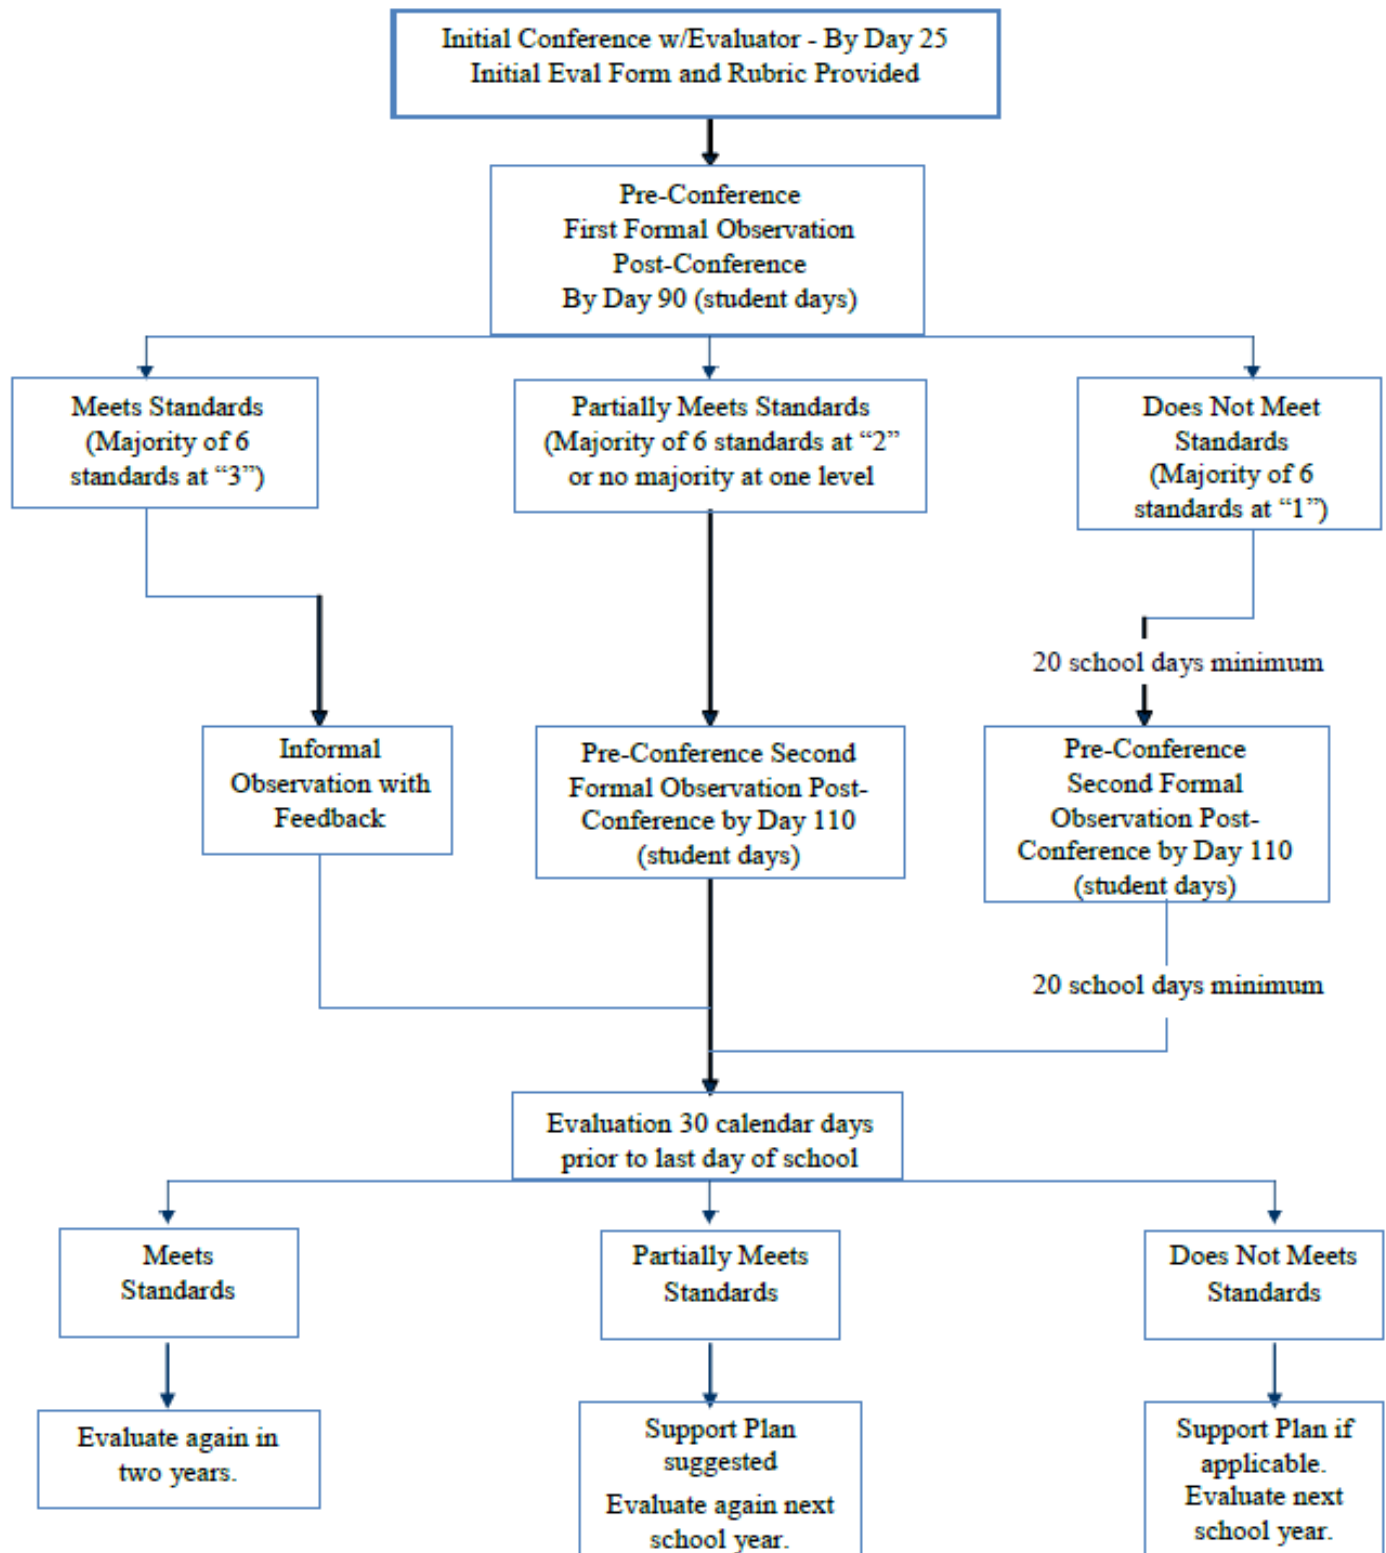 Initial Conference w/Evaluator - By Day 25
Initial Eval Form and Rubric Provided
Pre-Conference
First Formal Observation
Post-Conference
By Day 90 (student days)
Meets Standards
(Majority of 6
standards at “3”)
Partially Meets Standards
(Majority of 6 standards at “2”
or no majority at one level
Does Not Meet
Standards
(Majority of 6
standards at “1”)
20 school days minimum
Informal
Observation with
Feedback
Pre-Conference Second
Formal Observation Post-
Conference by Day 110
(student days)
Pre-Conference
Second Formal
Observation Post-
Conference by Day 110
(student days)
20 school days minimum
Evaluation 30 calendar days
prior to last day of school
Meets
Standards
Partially Meets
Standards
Does Not Meets
Standards
Evaluate again in
two years.
Support Plan
suggested
Evaluate again next
school year.
Support Plan if
applicable.
Evaluate next
school year.